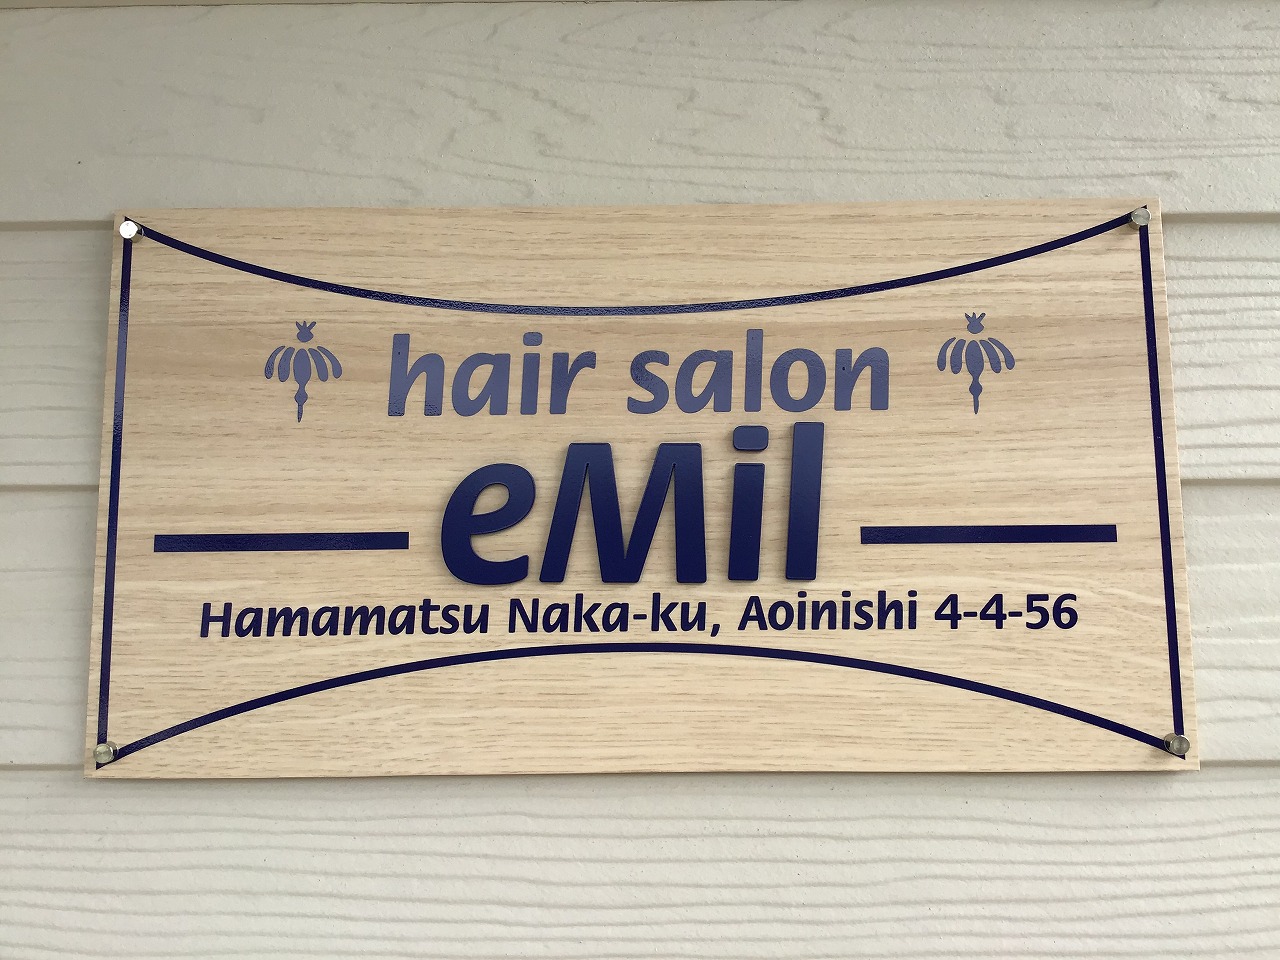 hair salon
eMil
Hamamatsu Naka-ku, Aoinishi 4-4-56